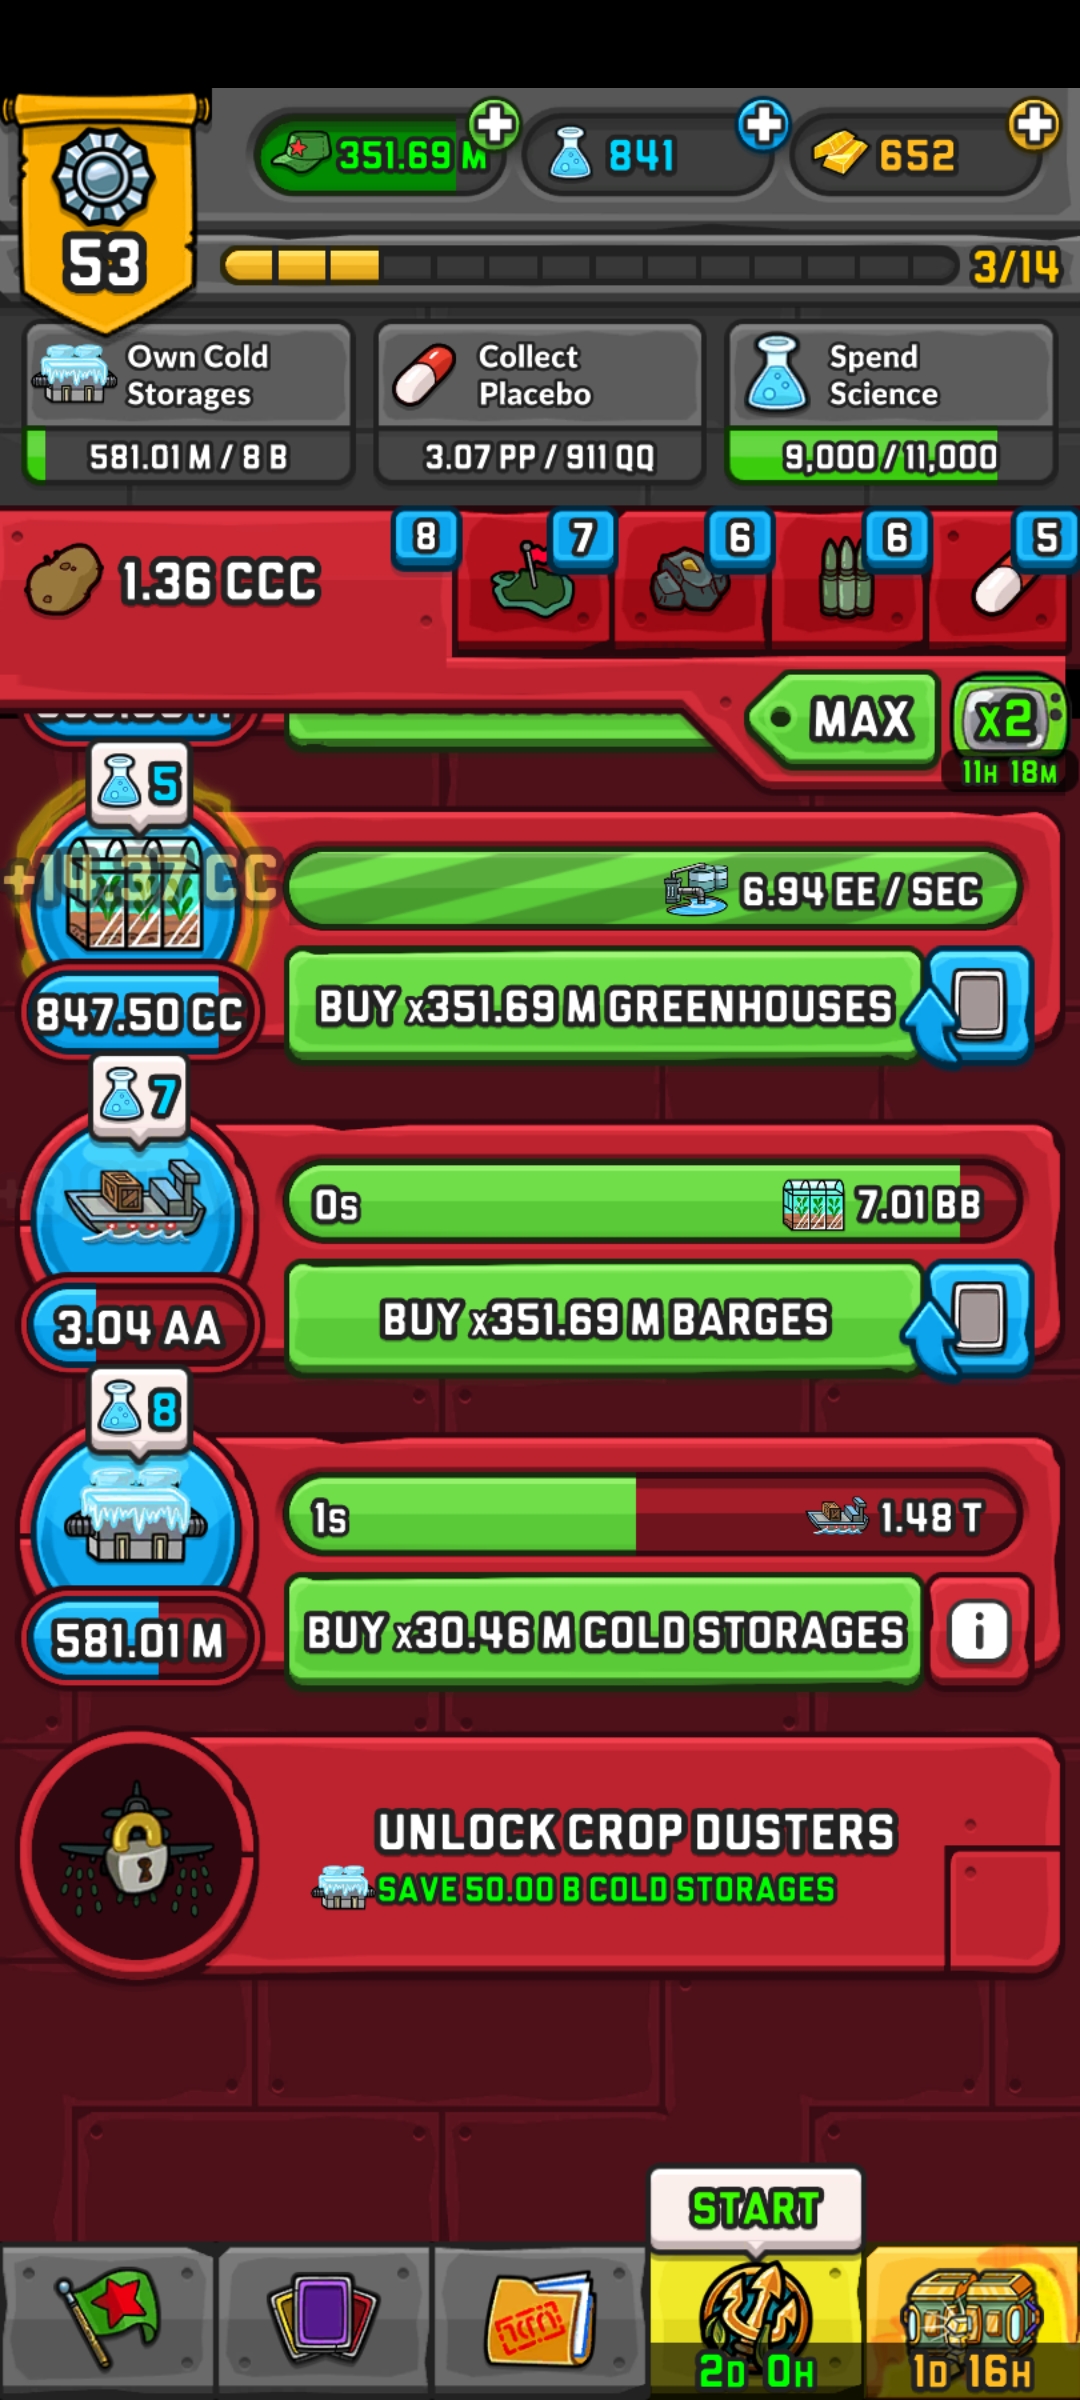 351.69 M
841
652
53
3/14
Own Cold
Storages
Collect
Placebo
Spend
Science
581.01 M / 8 B
3.07 PP / 911 QQ
9,000 / 11,000
1.36 CCC
8
7
6
6
5
MAX
x2
11H 18M
5
+14.37 CC
6.94 EE / SEC
847.50 CC
BUY x351.69 M GREENHOUSES
7
0s
7.01 BB
3.04 AA
BUY x351.69 M BARGES
8
1s
1.48 T
581.01 M
BUY x30.46 M COLD STORAGES
i
UNLOCK CROP DUSTERS
SAVE 50.00 B COLD STORAGES
START
2D 0H
1D 16H